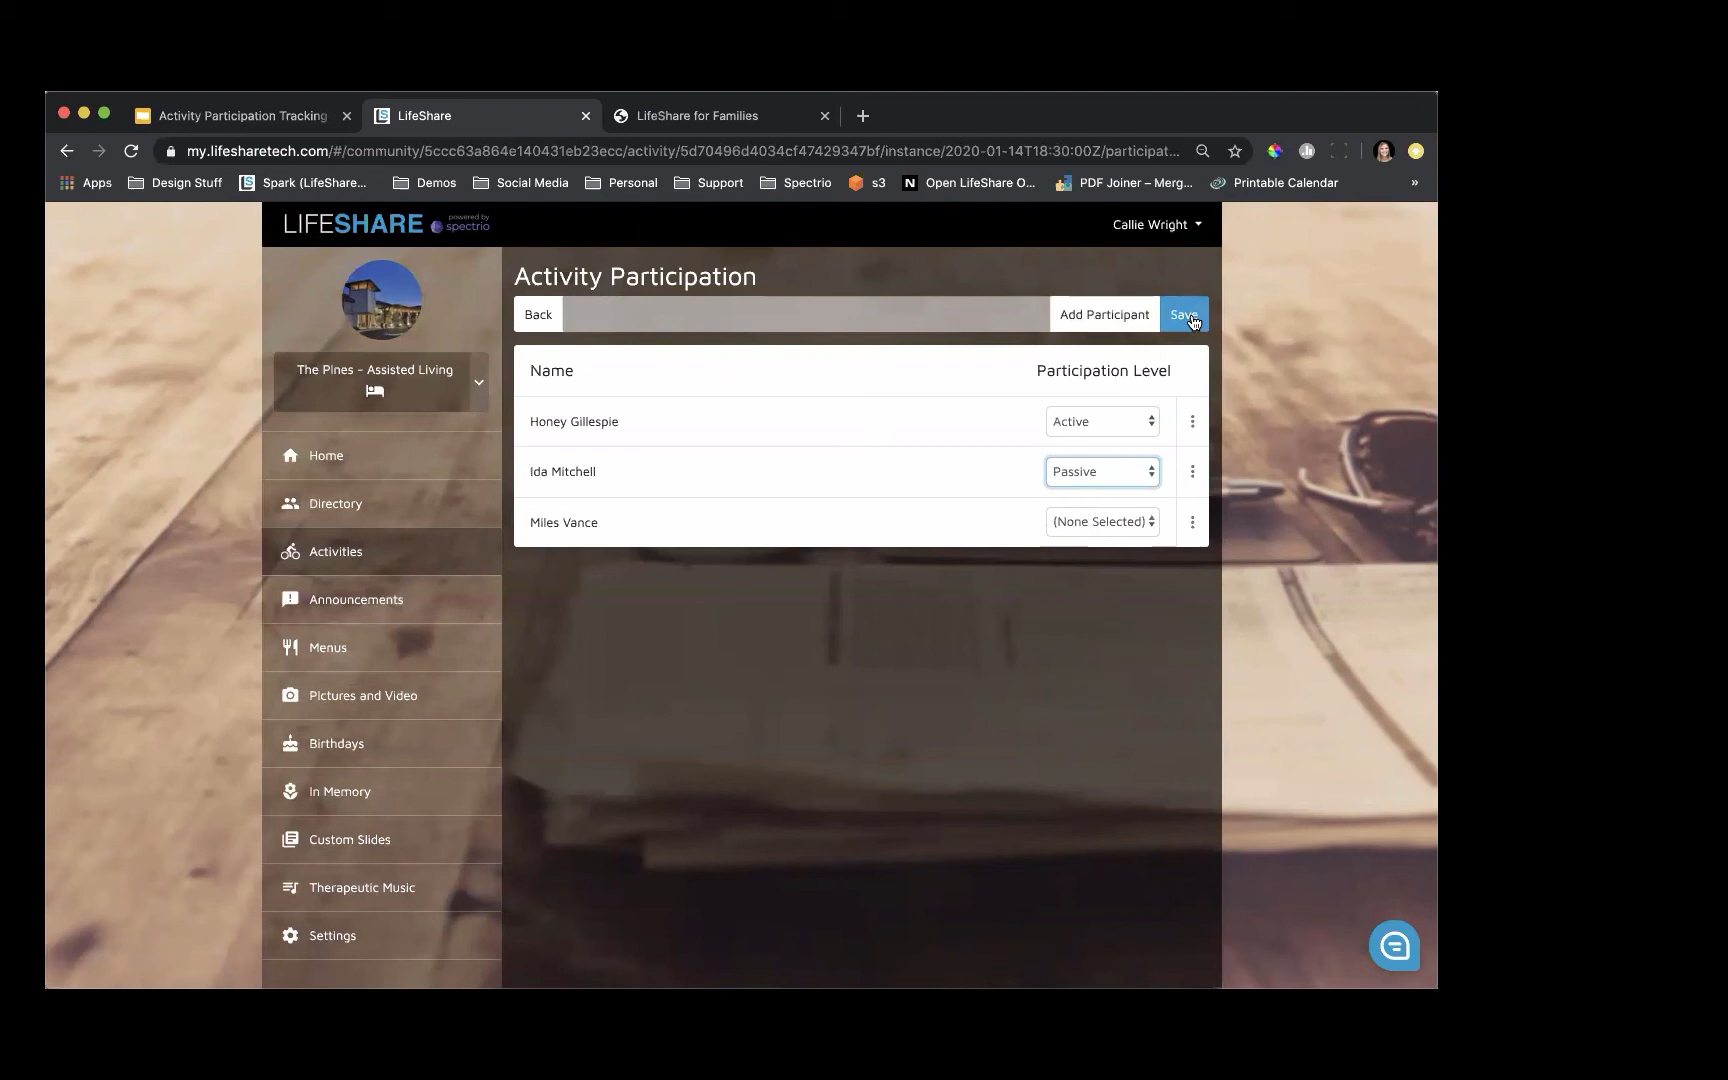 Activity Participation Tracking
LifeShare
LifeShare for Families
my.lifesharetech.com/#/community/5ccc63a864e140431eb23ecc/activity/5d70496d4034cf47429347bf/instance/2020-01-14T18:30:00Z/participat...
Apps
Design Stuff
Spark (LifeShare...
Demos
Social Media
Personal
Support
Spectrio
s3
Open LifeShare O...
PDF Joiner – Merg...
Printable Calendar
»
LIFESHARE powered by spectrio
Callie Wright
Activity Participation
Back
Add Participant
Save
The Pines - Assisted Living
Name
Participation Level
Honey Gillespie
Active
Ida Mitchell
Passive
Miles Vance
(None Selected)
Home
Directory
Activities
Announcements
Menus
Pictures and Video
Birthdays
In Memory
Custom Slides
Therapeutic Music
Settings